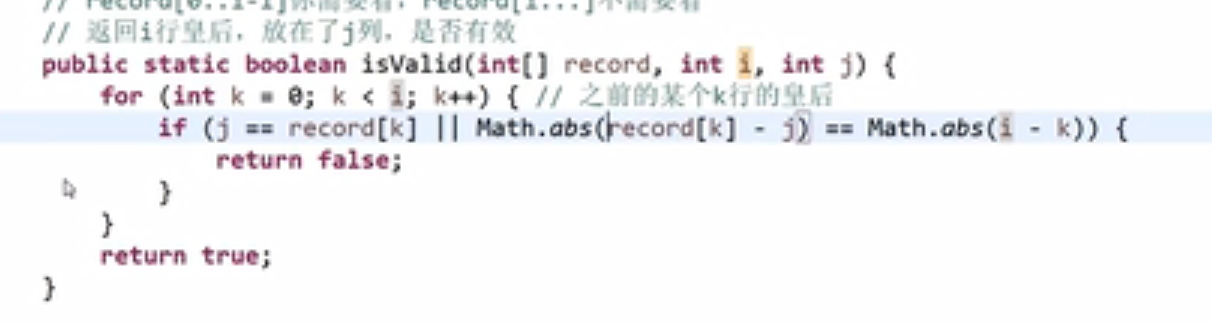 // record[0..i-1]你需要看，record[i...]不需要看
// 返回i行皇后，放在了j列，是否有效
public static boolean isValid(int[] record, int i, int j) {
for (int k = 0; k < i; k++) { // 之前的某个k行的皇后
if (j == record[k] || Math.abs(record[k] - j) == Math.abs(i - k)) {
return false;
}
}
return true;
}